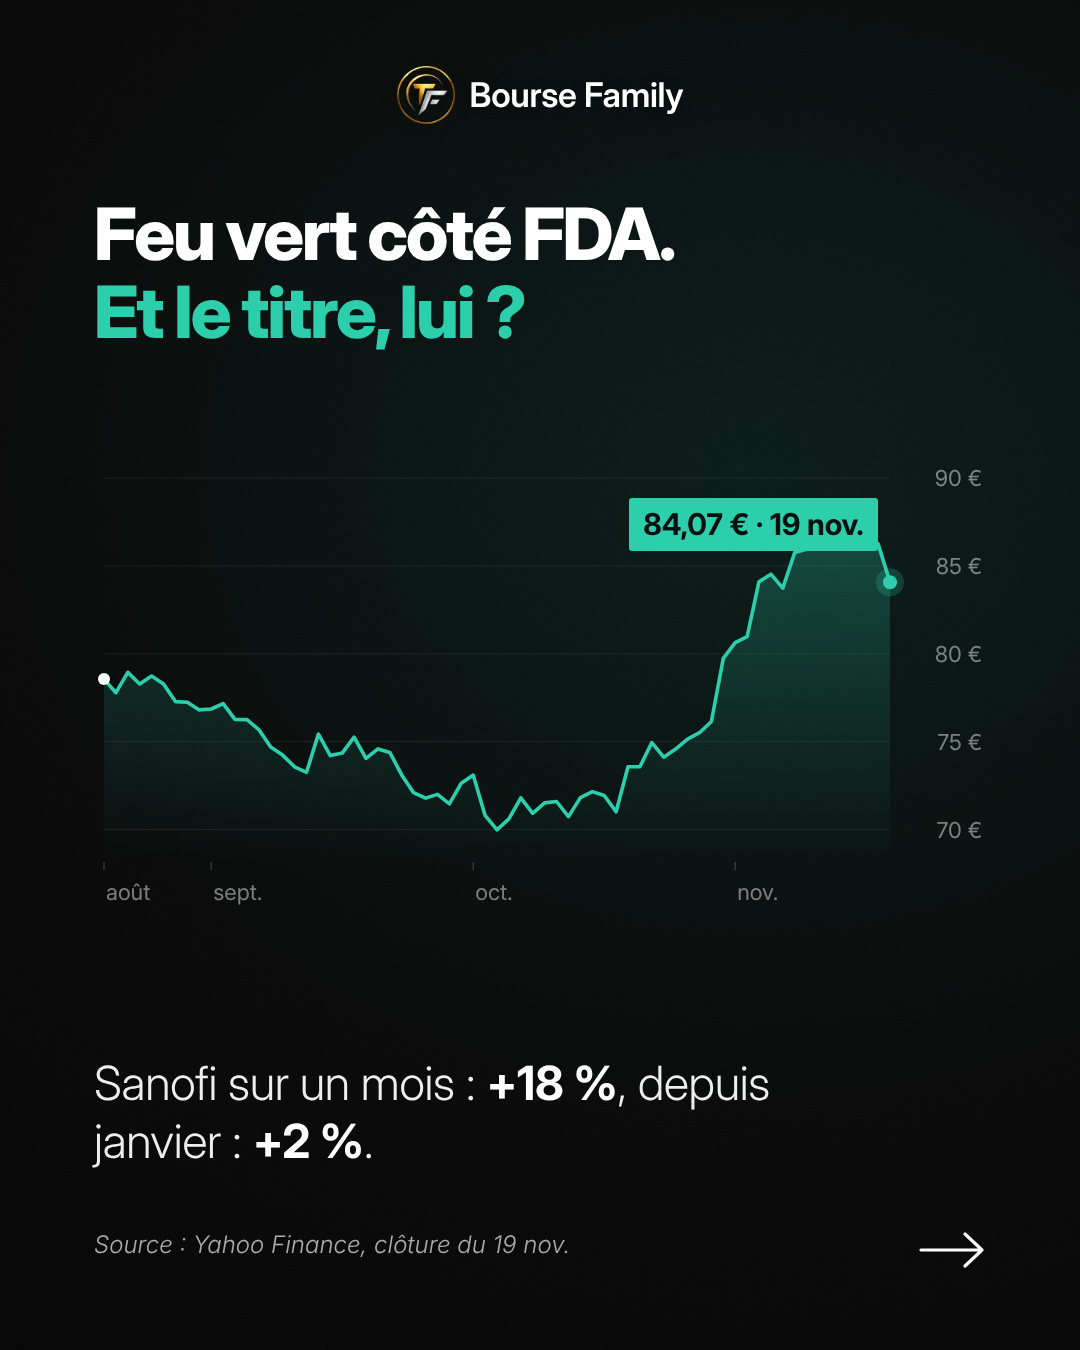 TF Bourse Family
Feu vert côté FDA.
Et le titre, lui ?
90 €
84,07 € · 19 nov.
85 €
80 €
75 €
70 €
août sept. oct. nov.
Sanofi sur un mois : +18 %, depuis
janvier : +2 %.
Source : Yahoo Finance, clôture du 19 nov.